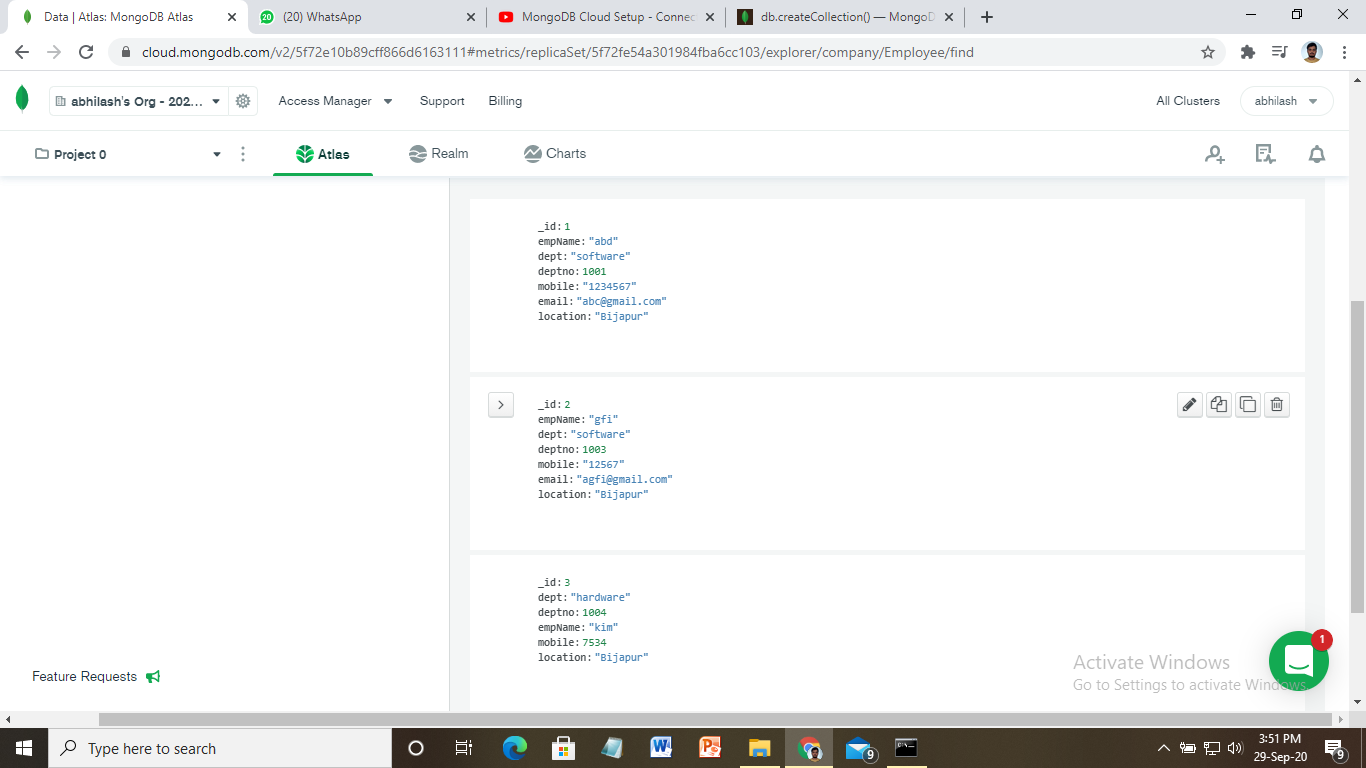 Data | Atlas: MongoDB Atlas
20 (20) WhatsApp
MongoDB Cloud Setup - Connec
db.createCollection() — MongoD
cloud.mongodb.com/v2/5f72e10b89cff866d6163111#metrics/replicaSet/5f72fe54a301984fba6cc103/explorer/company/Employee/find
abhilash's Org - 202...
Access Manager
Support
Billing
All Clusters
abhilash
Project 0
Atlas
Realm
Charts
_id: 1
empName: "abd"
dept: "software"
deptno: 1001
mobile: "1234567"
email: "abc@gmail.com"
location: "Bijapur"
_id: 2
empName: "gfi"
dept: "software"
deptno: 1003
mobile: "12567"
email: "agfi@gmail.com"
location: "Bijapur"
_id: 3
dept: "hardware"
deptno: 1004
empName: "kim"
mobile: 7534
location: "Bijapur"
Feature Requests
1
Activate Windows
Go to Settings to activate Windows.
Type here to search
9
3:51 PM
29-Sep-20
9